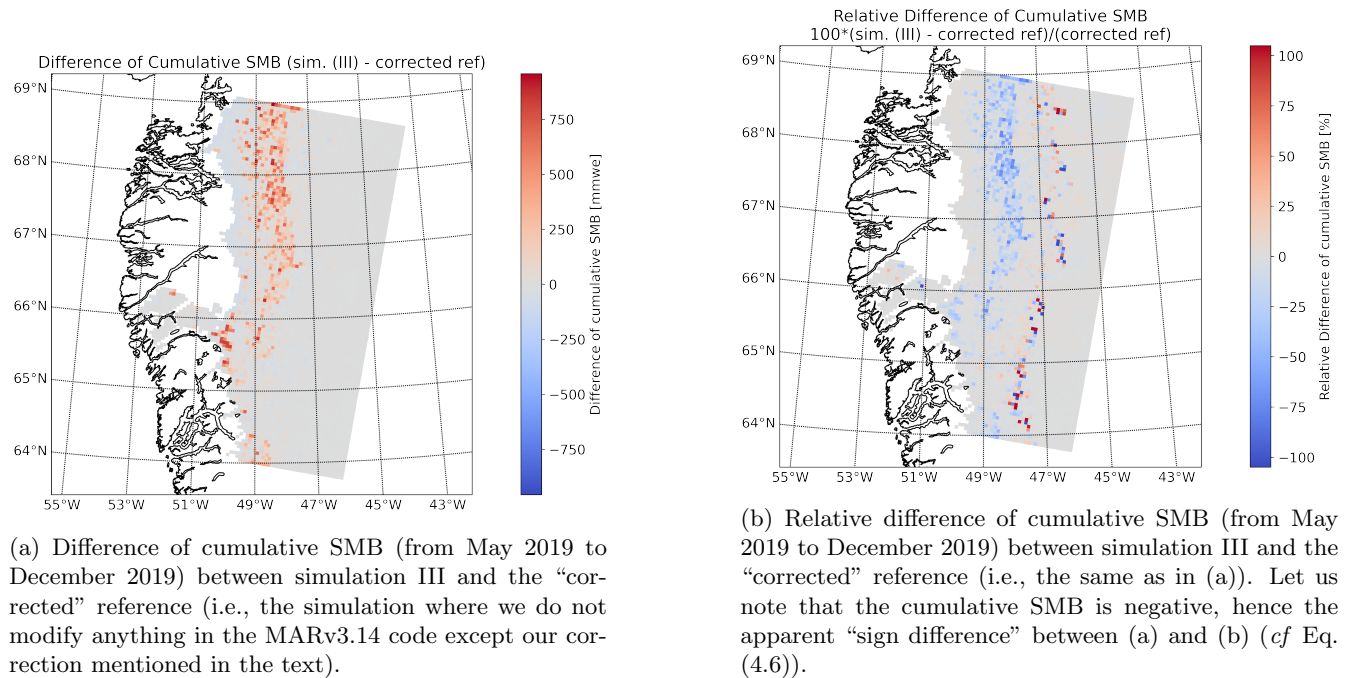 Difference of Cumulative SMB (sim. (III) - corrected ref)
69°N
68°N
67°N
66°N
65°N
64°N
55°W
53°W
51°W
49°W
47°W
45°W
43°W
750
500
250
0
−250
−500
−750
Difference of cumulative SMB [mmwe]
(a) Difference of cumulative SMB (from May 2019 to
December 2019) between simulation III and the “cor-
rected” reference (i.e., the simulation where we do not
modify anything in the MARv3.14 code except our cor-
rection mentioned in the text).
Relative Difference of Cumulative SMB
100*(sim. (III) - corrected ref)/(corrected ref)
69°N
68°N
67°N
66°N
65°N
64°N
55°W
53°W
51°W
49°W
47°W
45°W
43°W
100
75
50
25
0
−25
−50
−75
−100
Relative Difference of cumulative SMB [%]
(b) Relative difference of cumulative SMB (from May
2019 to December 2019) between simulation III and the
“corrected” reference (i.e., the same as in (a)). Let us
note that the cumulative SMB is negative, hence the
apparent “sign difference” between (a) and (b) (cf Eq.
(4.6)).